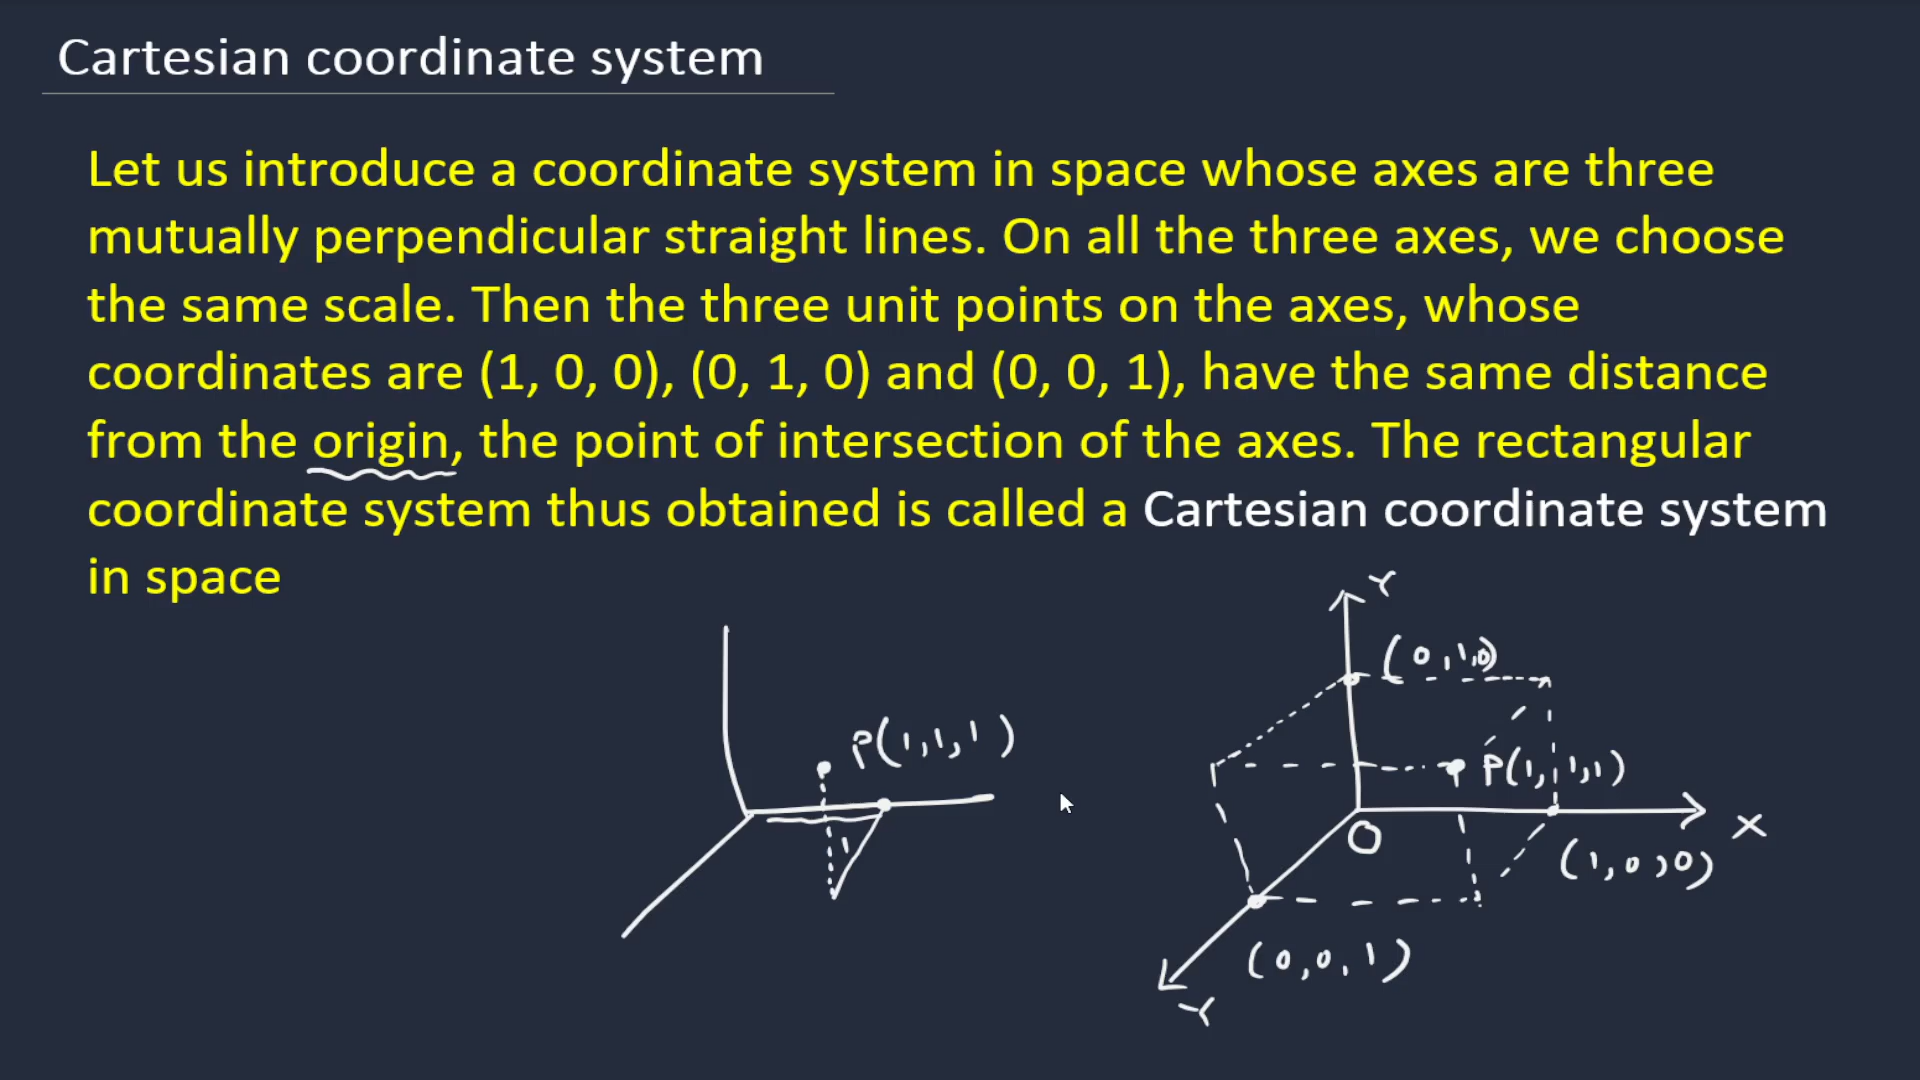 Cartesian coordinate system
Let us introduce a coordinate system in space whose axes are three
mutually perpendicular straight lines. On all the three axes, we choose
the same scale. Then the three unit points on the axes, whose
coordinates are (1, 0, 0), (0, 1, 0) and (0, 0, 1), have the same distance
from the origin, the point of intersection of the axes. The rectangular
coordinate system thus obtained is called a Cartesian coordinate system
in space
Y
(0,1,0)
P(1,1,1)
P(1,1,1)
1
O
X
(1,0,0)
(0,0,1)
Y